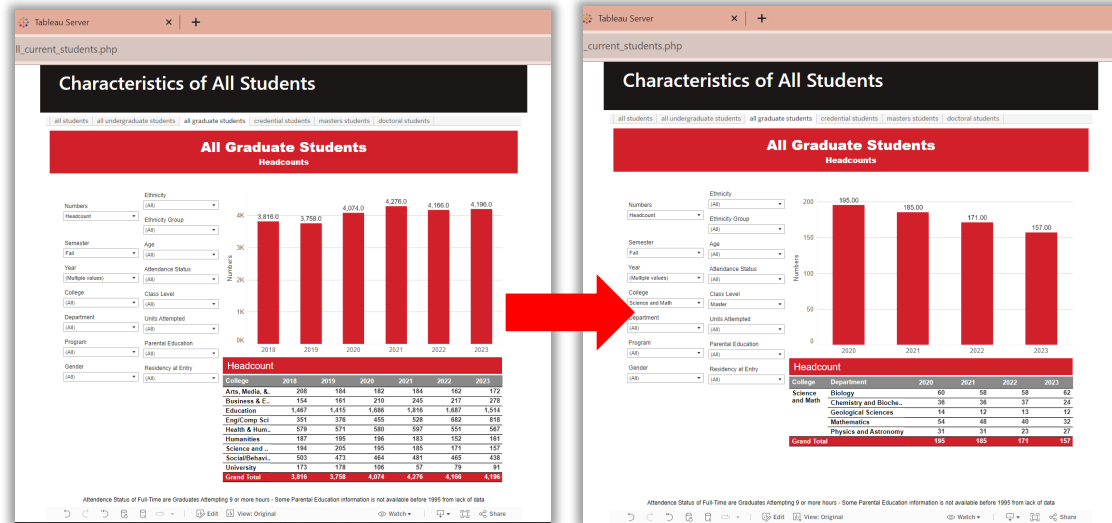 Tableau Server × +
ll_current_students.php
Characteristics of All Students
all students all undergraduate students all graduate students credential students masters students doctoral students
All Graduate Students
Headcounts
Numbers
Headcount
Semester
Fall
Year
(Multiple values)
College
(All)
Department
(All)
Program
(All)
Gender
(All)
Ethnicity
(All)
Ethnicity Group
(All)
Age
(All)
Attendance Status
(All)
Class Level
(All)
Units Attempted
(All)
Parental Education
(All)
Residency at Entry
(All)
Numbers
4K
3K
2K
1K
0K
3,816.0 3,758.0 4,074.0 4,276.0 4,166.0 4,196.0
2018 2019 2020 2021 2022 2023
Headcount
College 2018 2019 2020 2021 2022 2023
Arts, Media, &.. 208 184 182 184 162 172
Business & E.. 154 161 210 245 217 278
Education 1,467 1,415 1,686 1,816 1,687 1,514
Eng/Comp Sci 351 376 455 528 682 818
Health & Hum.. 579 571 580 597 551 567
Humanities 187 195 196 183 152 161
Science and .. 194 205 195 185 171 157
Social/Behavi.. 503 473 464 481 465 438
University 173 178 106 57 79 91
Grand Total 3,816 3,758 4,074 4,276 4,166 4,196
Attendence Status of Full-Time are Graduates Attempting 9 or more hours - Some Parental Education information is not available before 1995 from lack of data
Edit View: Original Watch Share
Tableau Server × +
_current_students.php
Characteristics of All Students
all students all undergraduate students all graduate students credential students masters students doctoral students
All Graduate Students
Headcounts
Numbers
Headcount
Semester
Fall
Year
(Multiple values)
College
Science and Math
Department
(All)
Program
(All)
Gender
(All)
Ethnicity
(All)
Ethnicity Group
(All)
Age
(All)
Attendance Status
(All)
Class Level
Master
Units Attempted
(All)
Parental Education
(All)
Residency at Entry
(All)
Numbers
200
150
100
50
0
195.00 185.00 171.00 157.00
2020 2021 2022 2023
Headcount
College Department 2020 2021 2022 2023
Science and Math Biology 60 58 58 62
Chemistry and Bioche.. 36 36 37 24
Geological Sciences 14 12 13 12
Mathematics 54 48 40 32
Physics and Astronomy 31 31 23 27
Grand Total 195 185 171 157
Attendence Status of Full-Time are Graduates Attempting 9 or more hours - Some Parental Education information is not available before 1995 from lack of data
Edit View: Original Watch Share